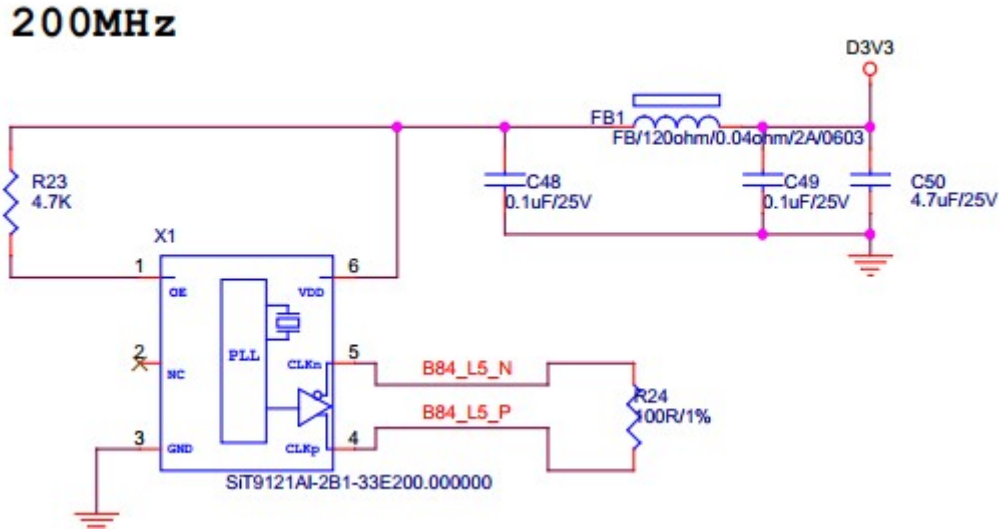 200MHz
D3V3
FB1
FB/120ohm/0.04ohm/2A/0603
R23
4.7K
C48
0.1uF/25V
C49
0.1uF/25V
C50
4.7uF/25V
X1
1
OE
6
VDD
2
NC
PLL
5
CLKn
B84_L5_N
R24
100R/1%
B84_L5_P
3
GND
4
CLKp
SiT9121AI-2B1-33E200.000000